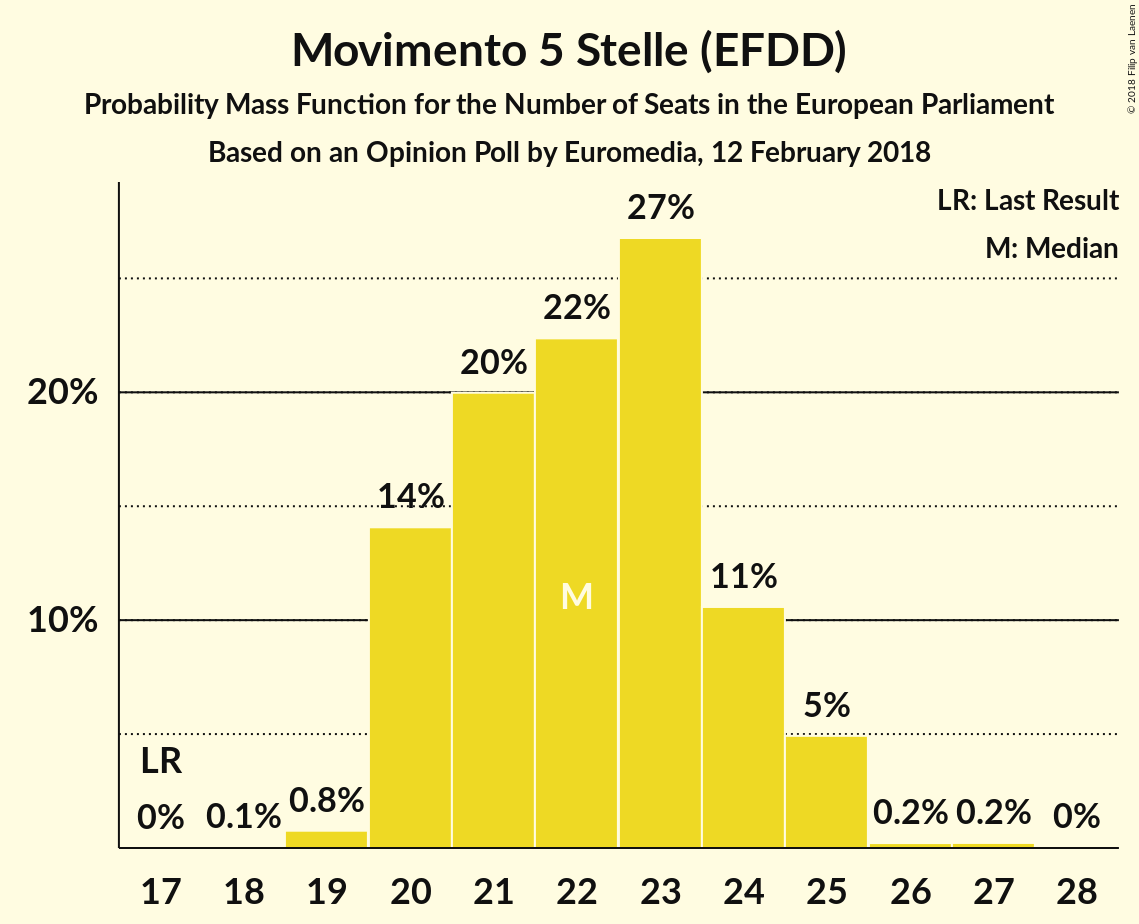 Movimento 5 Stelle (EFDD)
Probability Mass Function for the Number of Seats in the European Parliament
Based on an Opinion Poll by Euromedia, 12 February 2018
© 2018 Filip van Laenen
LR: Last Result
M: Median
27%
22%
20%
20%
14%
11%
M
10%
5%
LR
0% 0.1% 0.8% 0.2% 0.2% 0%
17 18 19 20 21 22 23 24 25 26 27 28